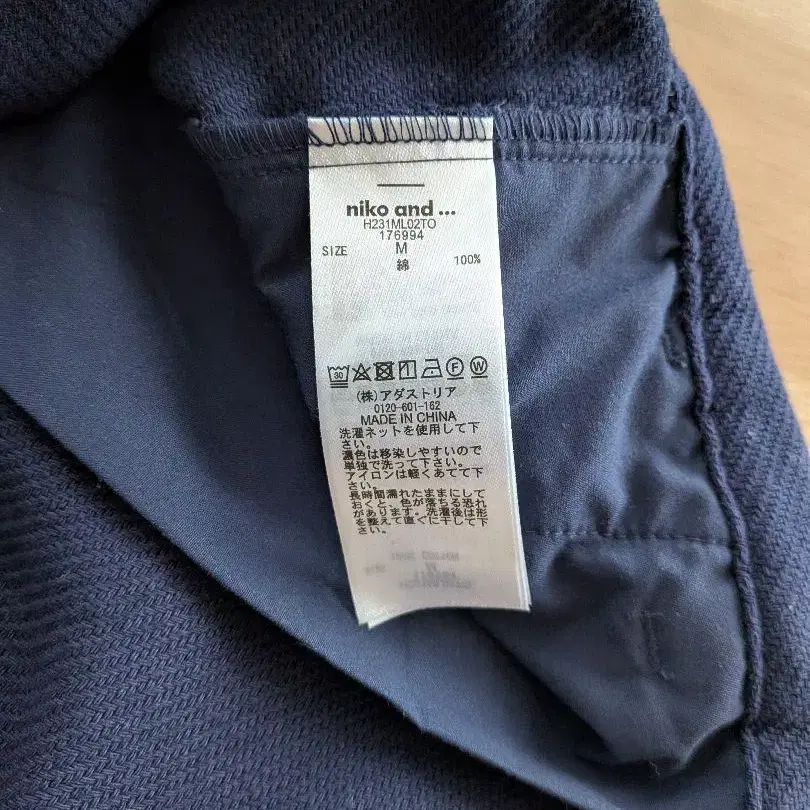 niko and ...
H231ML02TO
176994
SIZE M
綿 100%
30 F W
(株)アダストリア
0120-601-162
MADE IN CHINA
洗濯ネットを使用して下
さい。
濃色は移染しやすいので
単独で洗って下さい。
アイロンは軽くあてて下
さい。
長時間濡れたままにして
おくと、色が落ちる恐れ
があります。洗濯後は形
を整えて直ぐに干して下
さい。